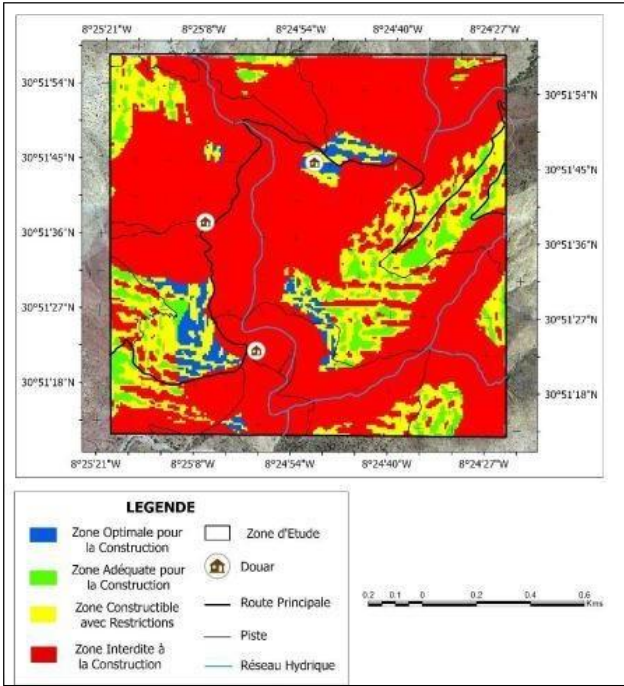 8°25'21"W 8°25'8"W 8°24'54"W 8°24'40"W 8°24'27"W
30°51'54"N 30°51'54"N
30°51'45"N 30°51'45"N
30°51'36"N 30°51'36"N
30°51'27"N 30°51'27"N
30°51'18"N 30°51'18"N
8°25'21"W 8°25'8"W 8°24'54"W 8°24'40"W 8°24'27"W
LEGENDE
Zone Optimale pour
la Construction
Zone Adéquate pour
la Construction
Zone Constructible
avec Restrictions
Zone Interdite à
la Construction
Zone d'Etude
Douar
Route Principale
Piste
Réseau Hydrique
0.2 0.1 0 0.2 0.4 0.6
Kms